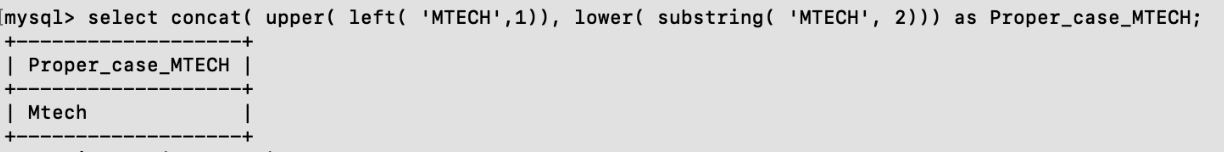 [mysql> select concat( upper( left( 'MTECH',1)), lower( substring( 'MTECH', 2))) as Proper_case_MTECH;
+-------------------+
| Proper_case_MTECH |
+-------------------+
| Mtech             |
+-------------------+